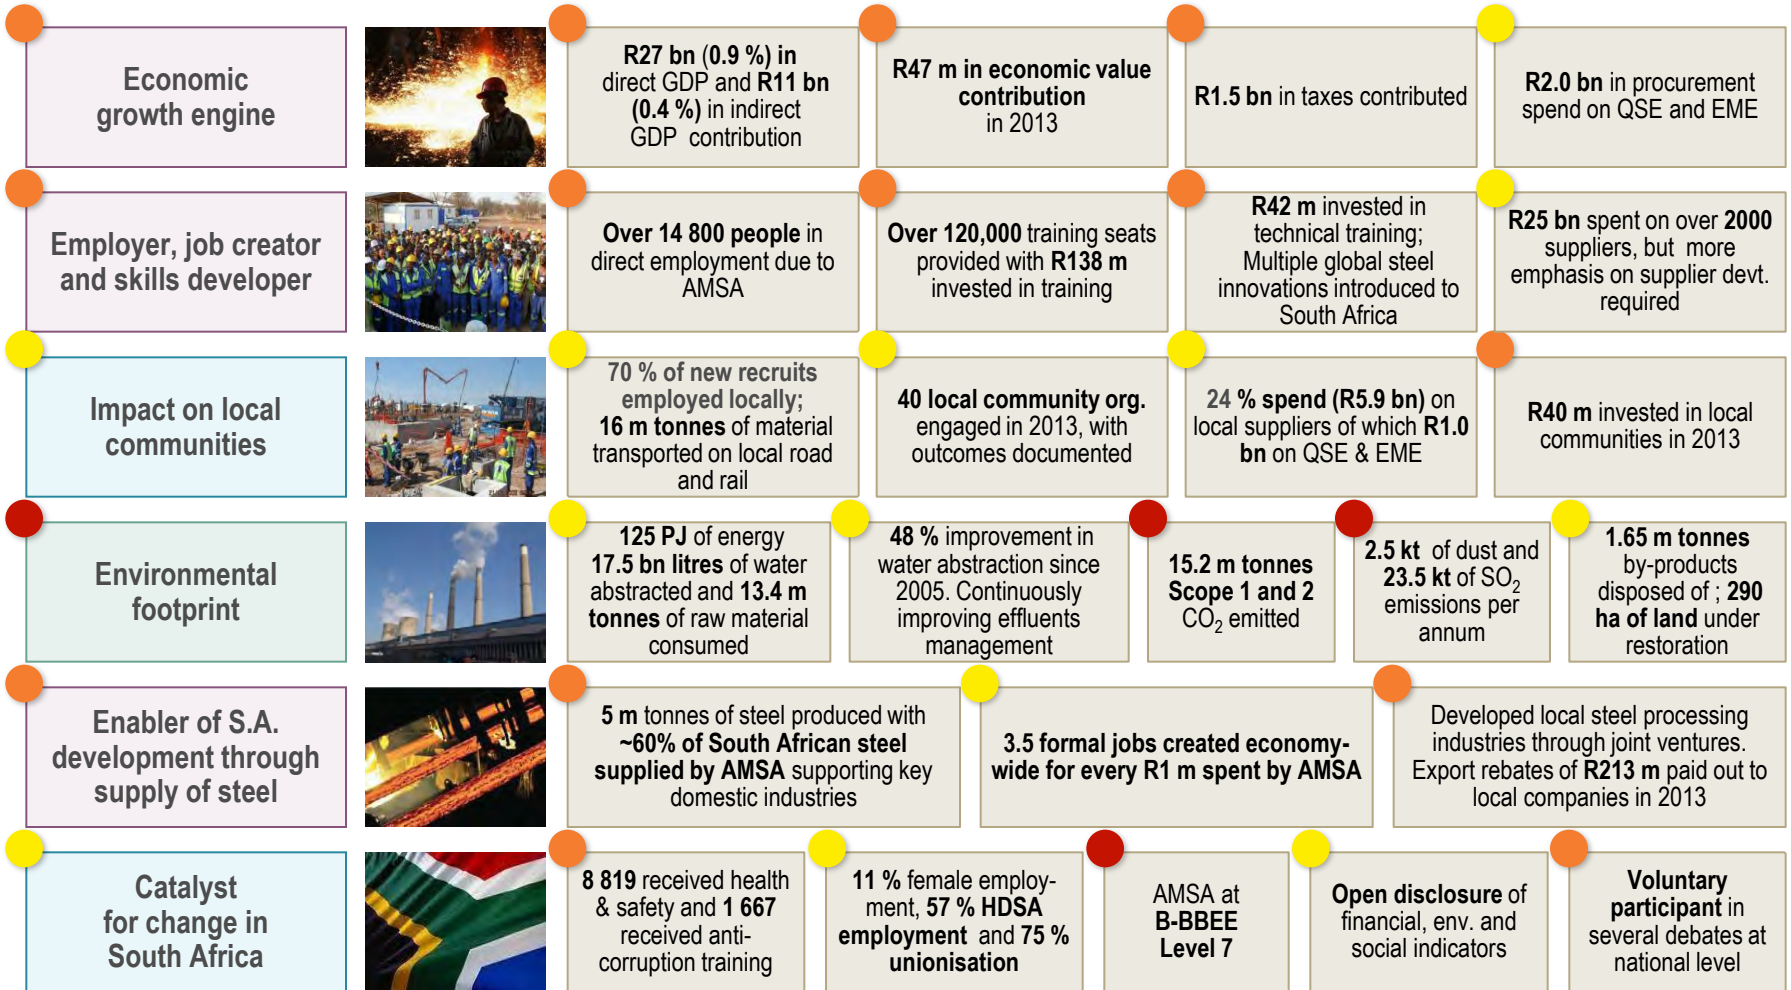 Economic
growth engine
R27 bn (0.9 %) in
direct GDP and R11 bn
(0.4 %) in indirect
GDP contribution
R47 m in economic value
contribution
in 2013
R1.5 bn in taxes contributed
R2.0 bn in procurement
spend on QSE and EME
Employer, job creator
and skills developer
Over 14 800 people in
direct employment due to
AMSA
Over 120,000 training seats
provided with R138 m
invested in training
R42 m invested in
technical training;
Multiple global steel
innovations introduced to
South Africa
R25 bn spent on over 2000
suppliers, but more
emphasis on supplier devt.
required
Impact on local
communities
70 % of new recruits
employed locally;
16 m tonnes of material
transported on local road
and rail
40 local community org.
engaged in 2013, with
outcomes documented
24 % spend (R5.9 bn) on
local suppliers of which R1.0
bn on QSE & EME
R40 m invested in local
communities in 2013
Environmental
footprint
125 PJ of energy
17.5 bn litres of water
abstracted and 13.4 m
tonnes of raw material
consumed
48 % improvement in
water abstraction since
2005. Continuously
improving effluents
management
15.2 m tonnes
Scope 1 and 2
CO₂ emitted
2.5 kt of dust and
23.5 kt of SO₂
emissions per
annum
1.65 m tonnes
by-products
disposed of ; 290
ha of land under
restoration
Enabler of S.A.
development through
supply of steel
5 m tonnes of steel produced with
~60% of South African steel
supplied by AMSA supporting key
domestic industries
3.5 formal jobs created economy-
wide for every R1 m spent by AMSA
Developed local steel processing
industries through joint ventures.
Export rebates of R213 m paid out to
local companies in 2013
Catalyst
for change in
South Africa
8 819 received health
& safety and 1 667
received anti-
corruption training
11 % female employ-
ment, 57 % HDSA
employment and 75 %
unionisation
AMSA at
B-BBEE
Level 7
Open disclosure of
financial, env. and
social indicators
Voluntary
participant in
several debates at
national level